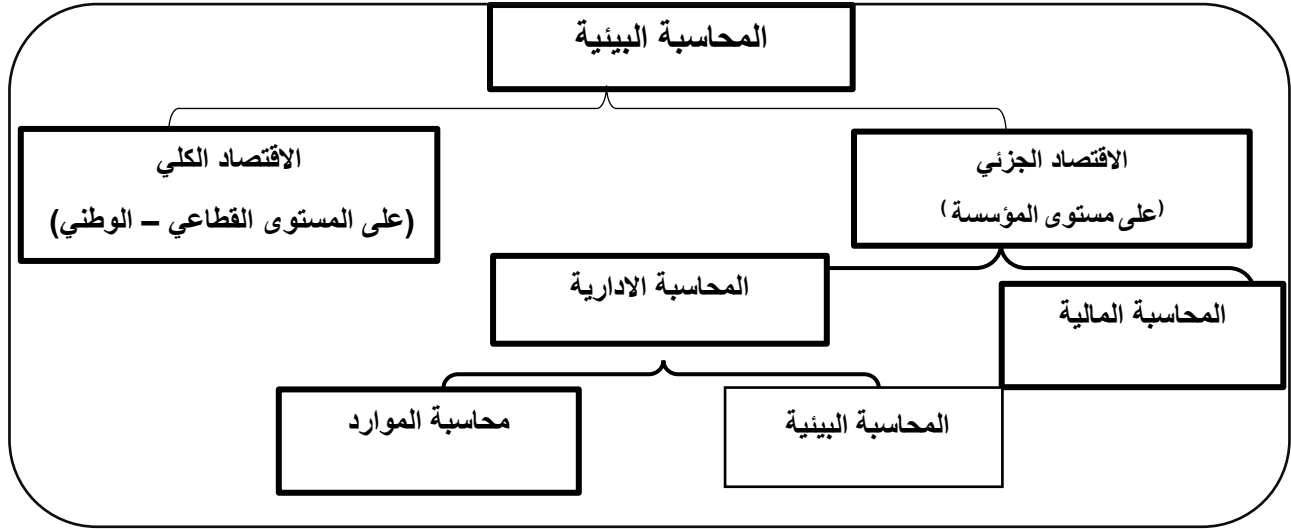 المحاسبة البيئية
الاقتصاد الجزئي
(على مستوى المؤسسة)
الاقتصاد الكلي
(على المستوى القطاعي – الوطني)
المحاسبة المالية
المحاسبة الادارية
المحاسبة البيئية
محاسبة الموارد